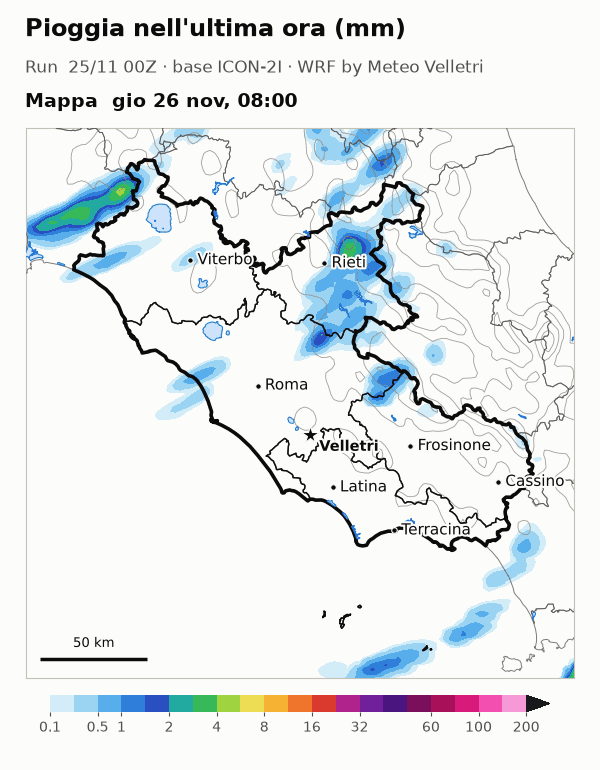 Pioggia nell'ultima ora (mm)
Run  25/11 00Z · base ICON-2I · WRF by Meteo Velletri
Mappa  gio 26 nov, 08:00
Viterbo
Rieti
Roma
Velletri
Frosinone
Latina
Cassino
Terracina
50 km
0.1 0.5 1 2 4 8 16 32 60 100 200